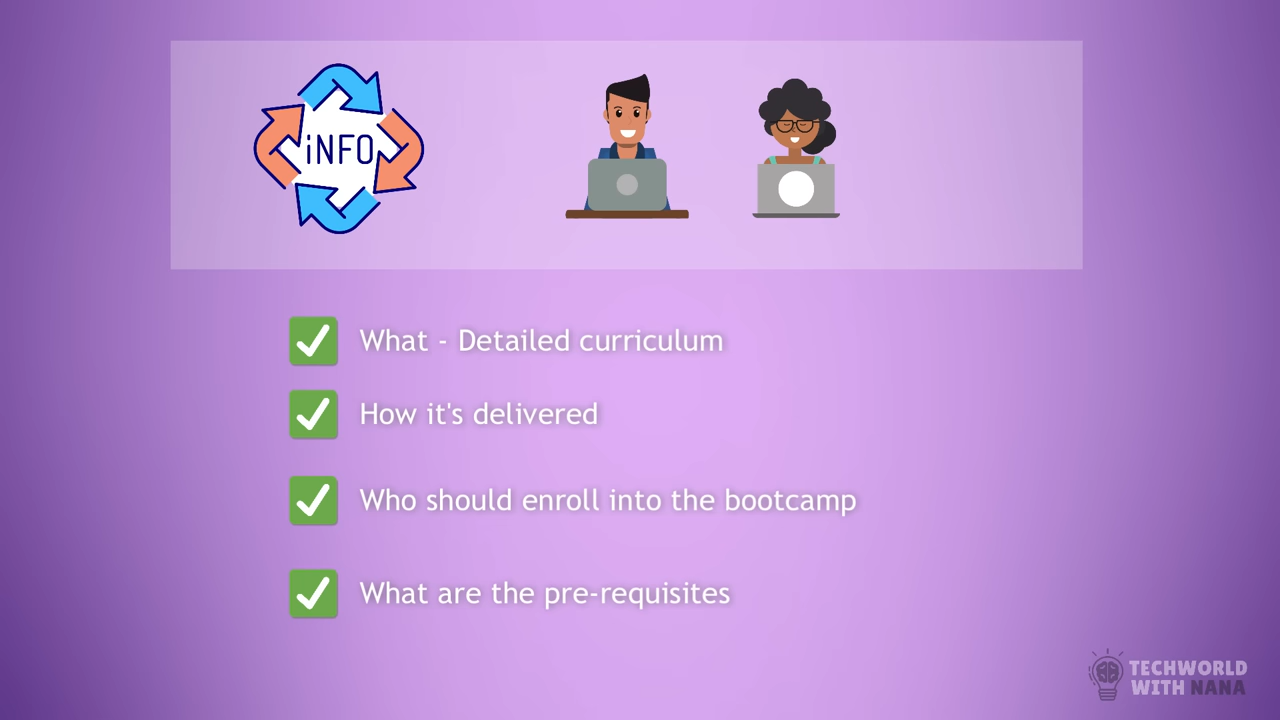 iNFO
What - Detailed curriculum
How it's delivered
Who should enroll into the bootcamp
What are the pre-requisites
TECHWORLD
WITH NANA